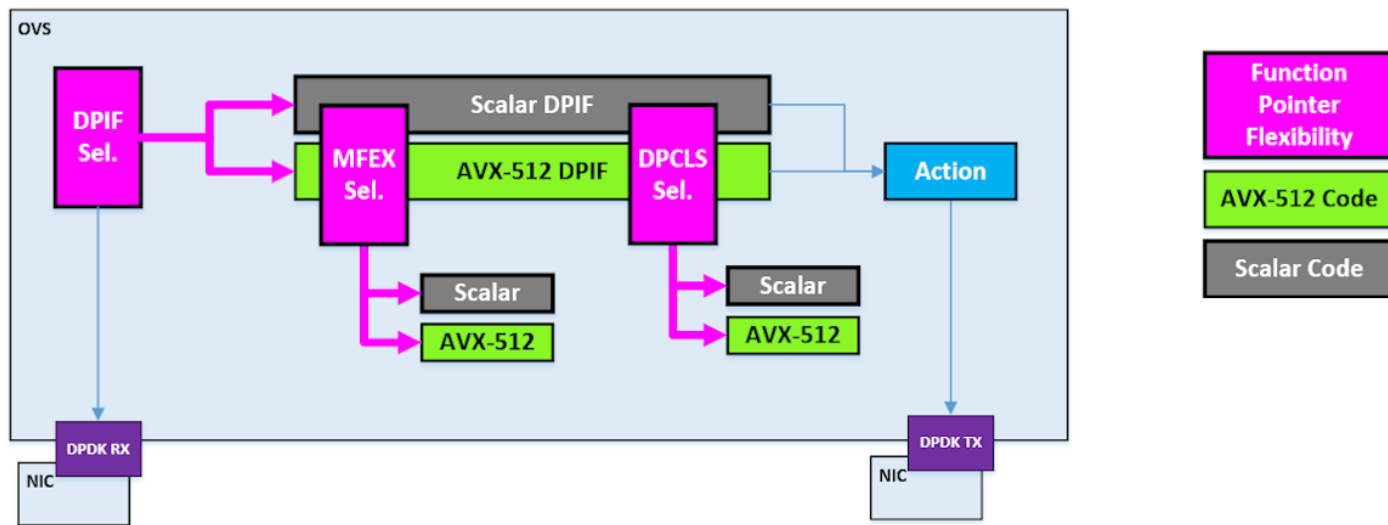 OVS
DPIF
Sel.
Scalar DPIF
MFEX
Sel.
AVX-512 DPIF
DPCLS
Sel.
Action
Scalar
AVX-512
Scalar
AVX-512
DPDK RX
NIC
DPDK TX
NIC
Function
Pointer
Flexibility
AVX-512 Code
Scalar Code